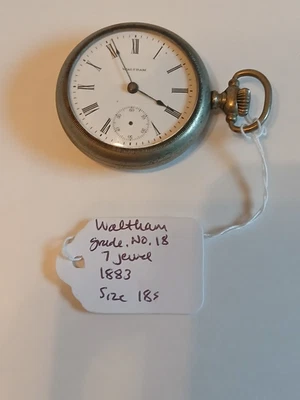 Waltham
grade. No. 18
7 jewel
1883
Size 18s